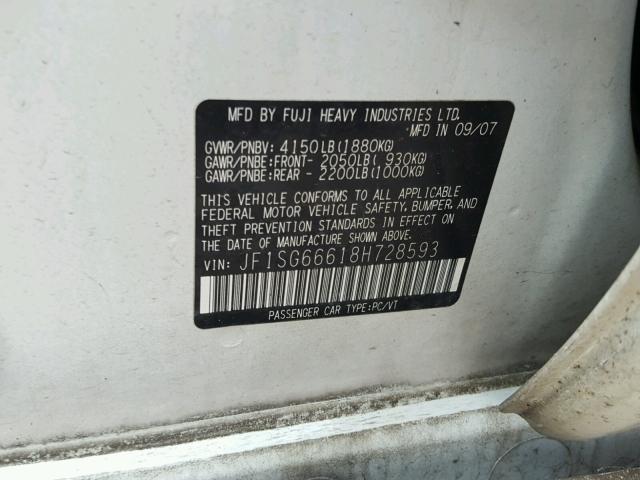 MFD BY FUJI HEAVY INDUSTRIES LTD.
MFD IN 09/07
GVWR/PNBV: 4150LB(1880KG)
GAWR/PNBE:FRONT- 2050LB( 930KG)
GAWR/PNBE:REAR - 2200LB(1000KG)
THIS VEHICLE CONFORMS TO ALL APPLICABLE
FEDERAL MOTOR VEHICLE SAFETY, BUMPER, AND
THEFT PREVENTION STANDARDS IN EFFECT ON
THE DATE OF MANUFACTURE SHOWN ABOVE.
VIN: JF1SG66618H728593
PASSENGER CAR TYPE:PC/VT